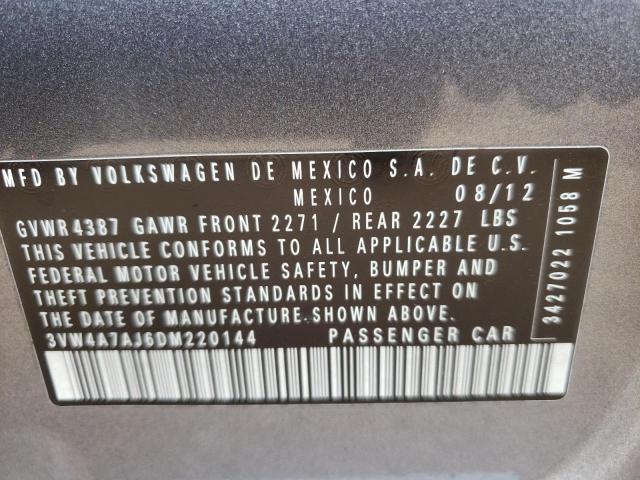 MFD BY VOLKSWAGEN DE MEXICO S.A. DE C.V.
MEXICO 08/12
GVWR 4387 GAWR FRONT 2271 / REAR 2227 LBS
THIS VEHICLE CONFORMS TO ALL APPLICABLE U.S.
FEDERAL MOTOR VEHICLE SAFETY, BUMPER AND
THEFT PREVENTION STANDARDS IN EFFECT ON
THE DATE OF MANUFACTURE SHOWN ABOVE.
3VW4A7AJ6DM220144 PASSENGER CAR
3427022 1058 M